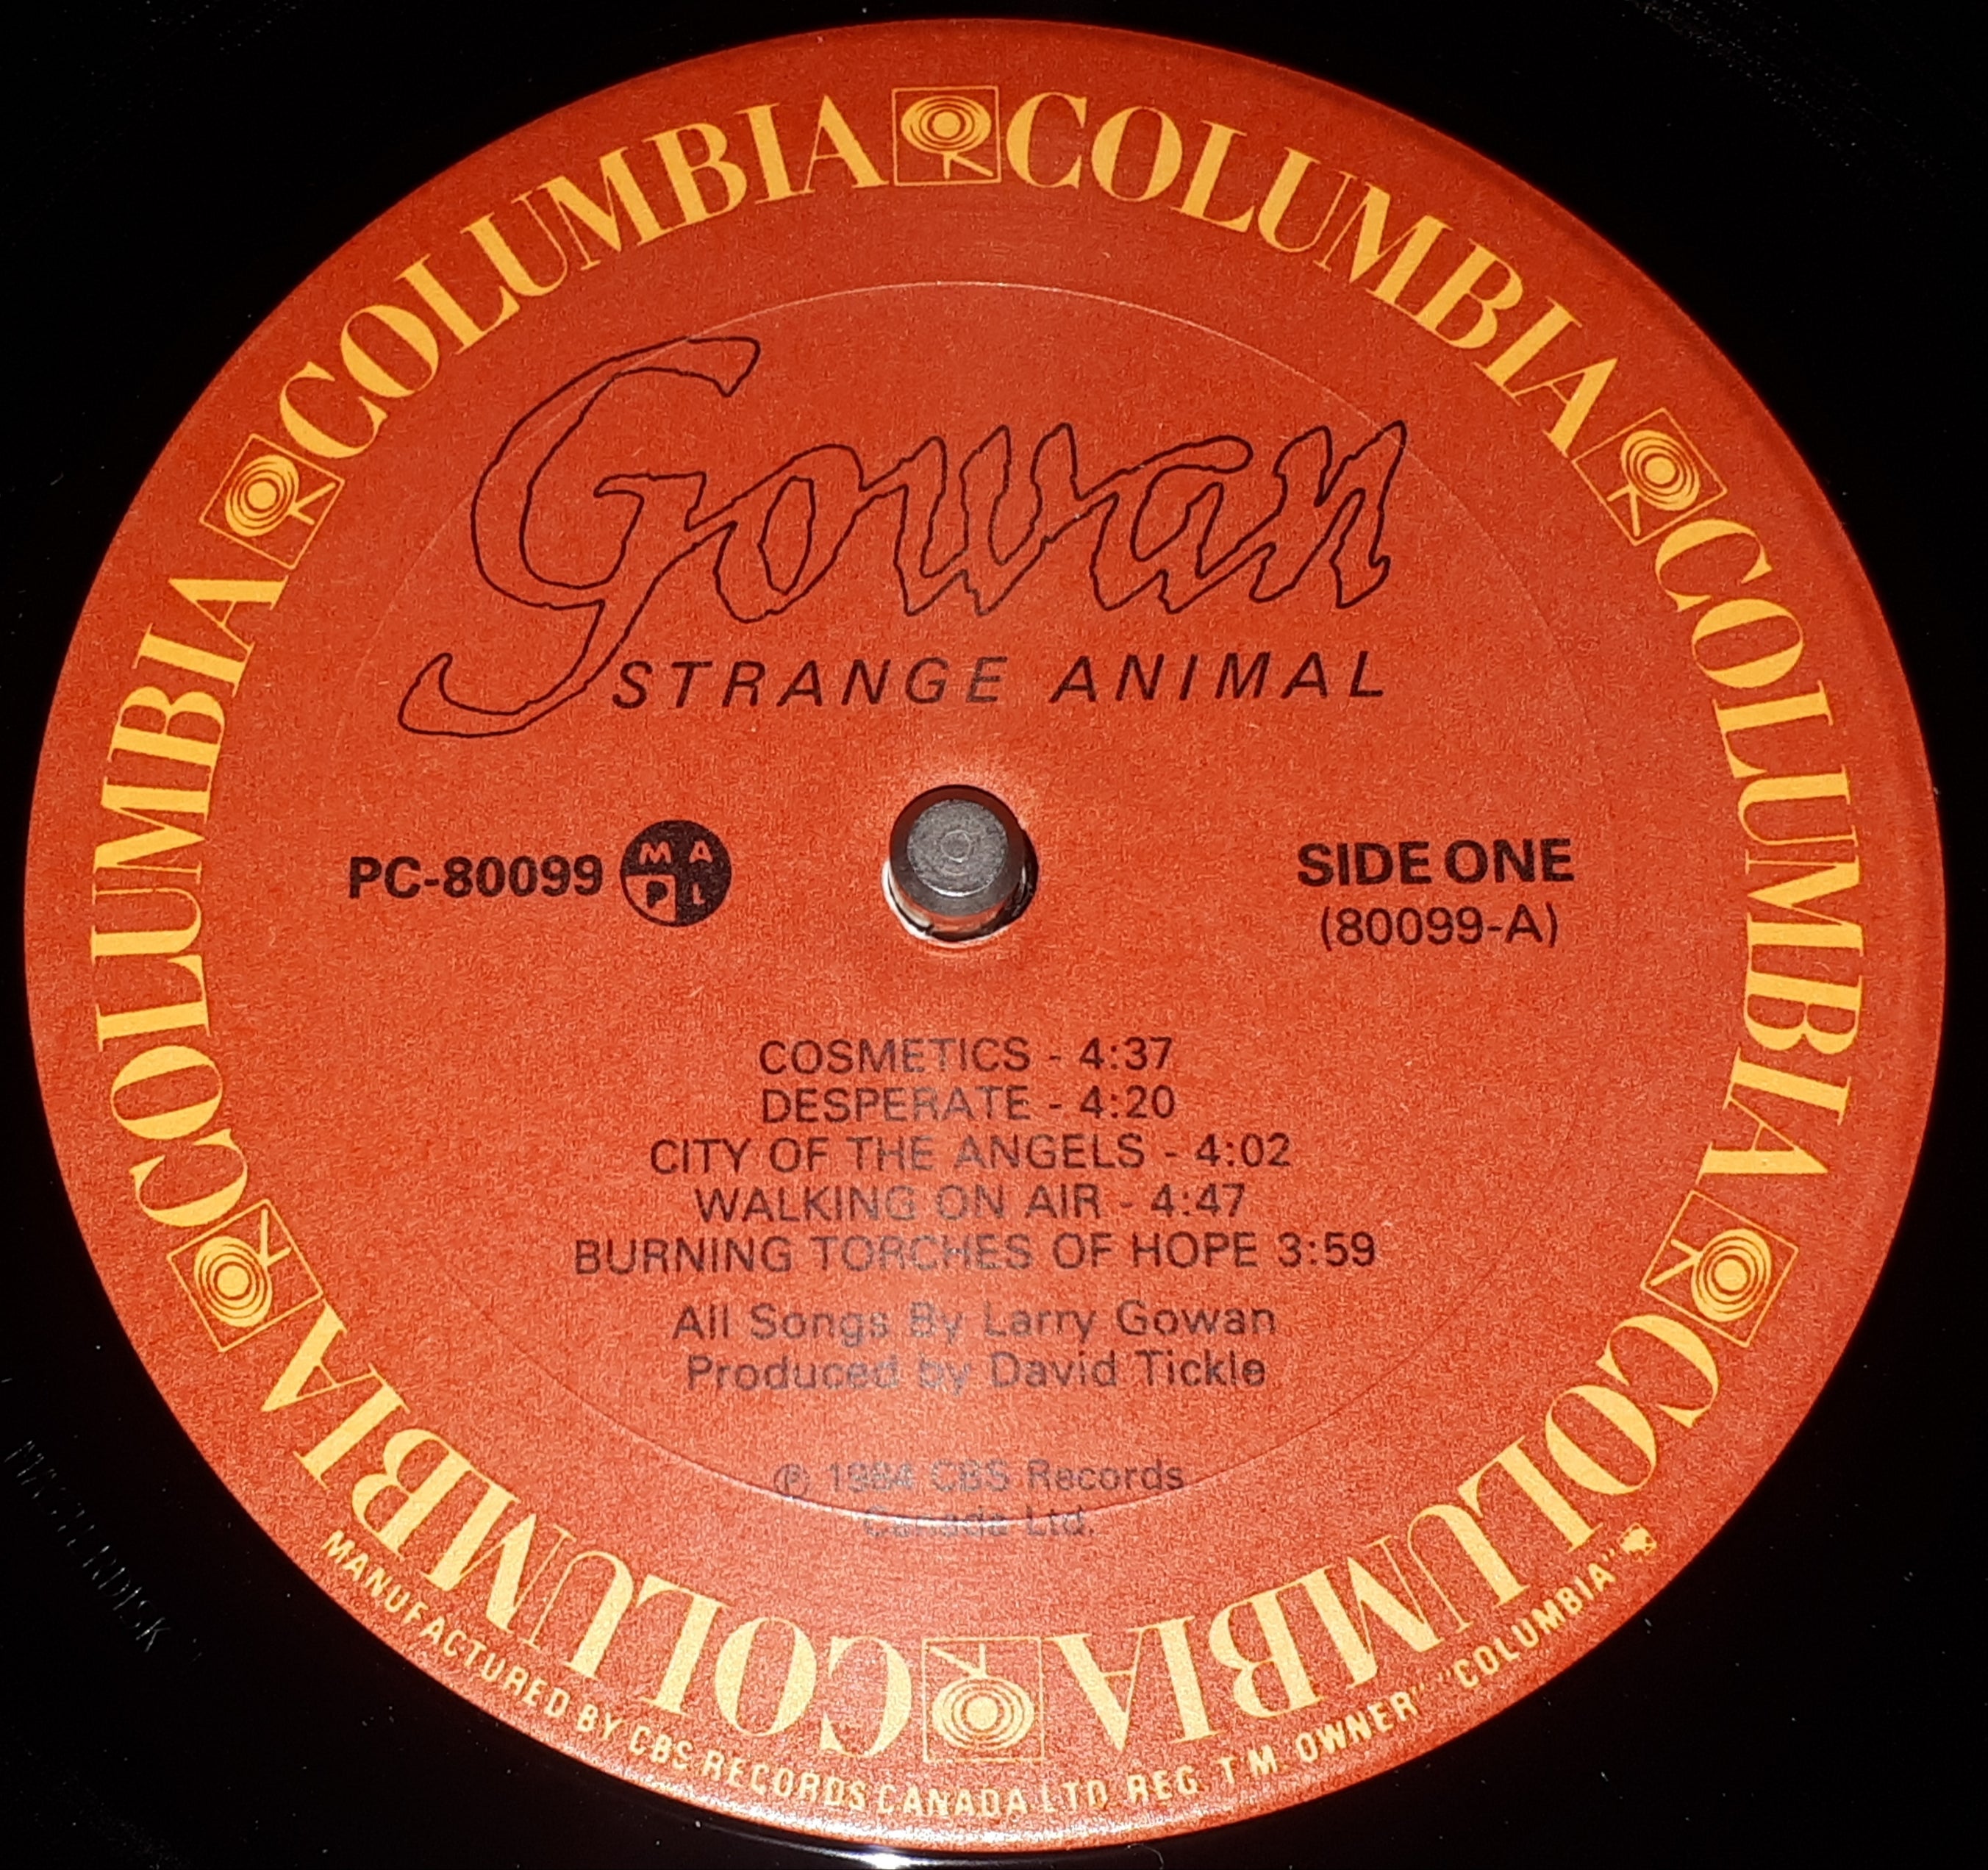 COLUMBIA COLUMBIA COLUMBIA COLUMBIA COLUMBIA COLUMBIA
Gowan
STRANGE ANIMAL
PC-80099 M A P L
SIDE ONE
(80099-A)
COSMETICS - 4:37
DESPERATE - 4:20
CITY OF THE ANGELS - 4:02
WALKING ON AIR - 4:47
BURNING TORCHES OF HOPE 3:59
All Songs By Larry Gowan
Produced by David Tickle
℗ 1984 CBS Records
Canada Ltd.
MANUFACTURED BY CBS RECORDS CANADA LTD. REG. T.M. OWNER" "COLUMBIA"